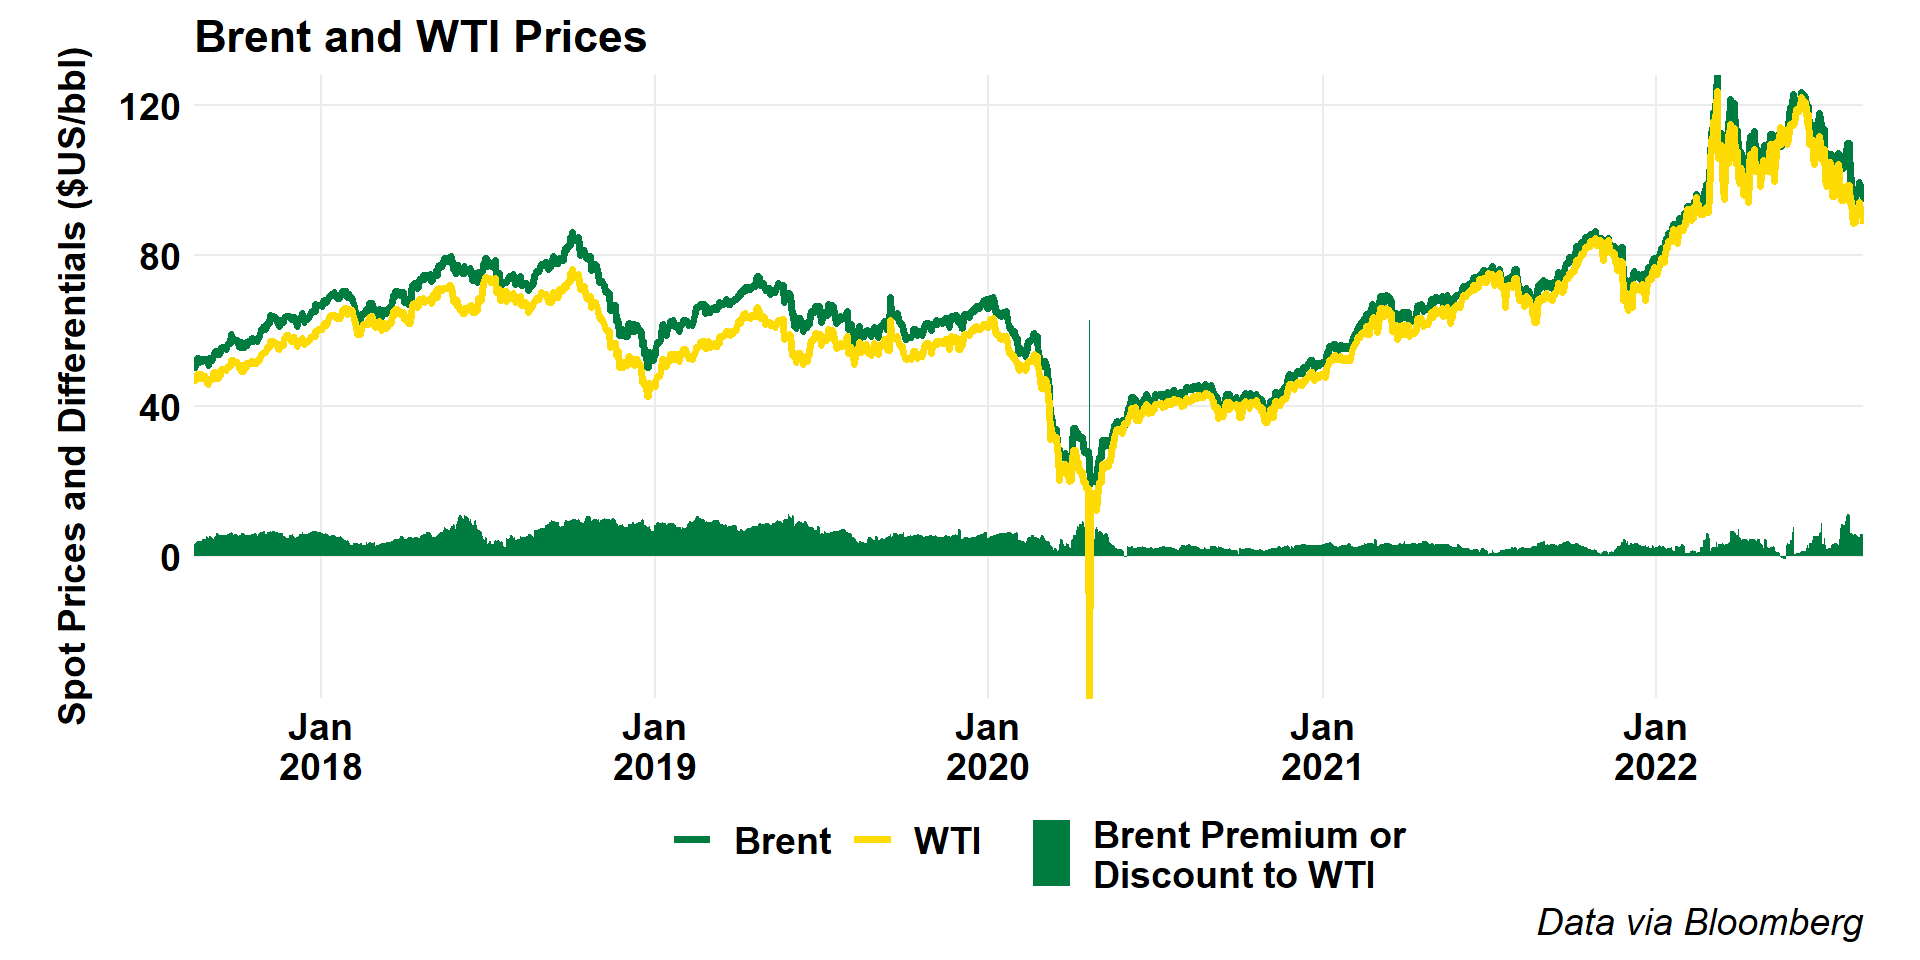 Brent and WTI Prices
Spot Prices and Differentials ($US/bbl)
120
80
40
0
Jan
2018
Jan
2019
Jan
2020
Jan
2021
Jan
2022
Brent
WTI
Brent Premium or
Discount to WTI
Data via Bloomberg